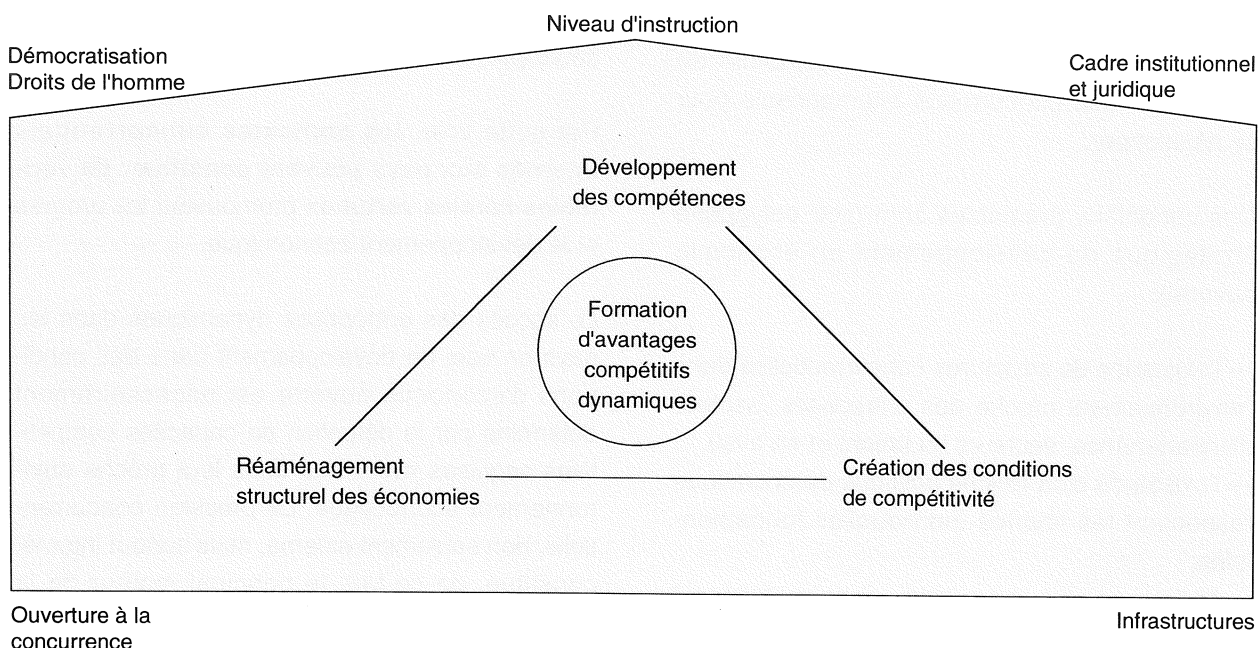 Niveau d'instruction
Démocratisation
Droits de l'homme
Cadre institutionnel
et juridique
Développement
des compétences
Formation
d'avantages
compétitifs
dynamiques
Réaménagement
structurel des économies
Création des conditions
de compétitivité
Ouverture à la
concurrence
Infrastructures